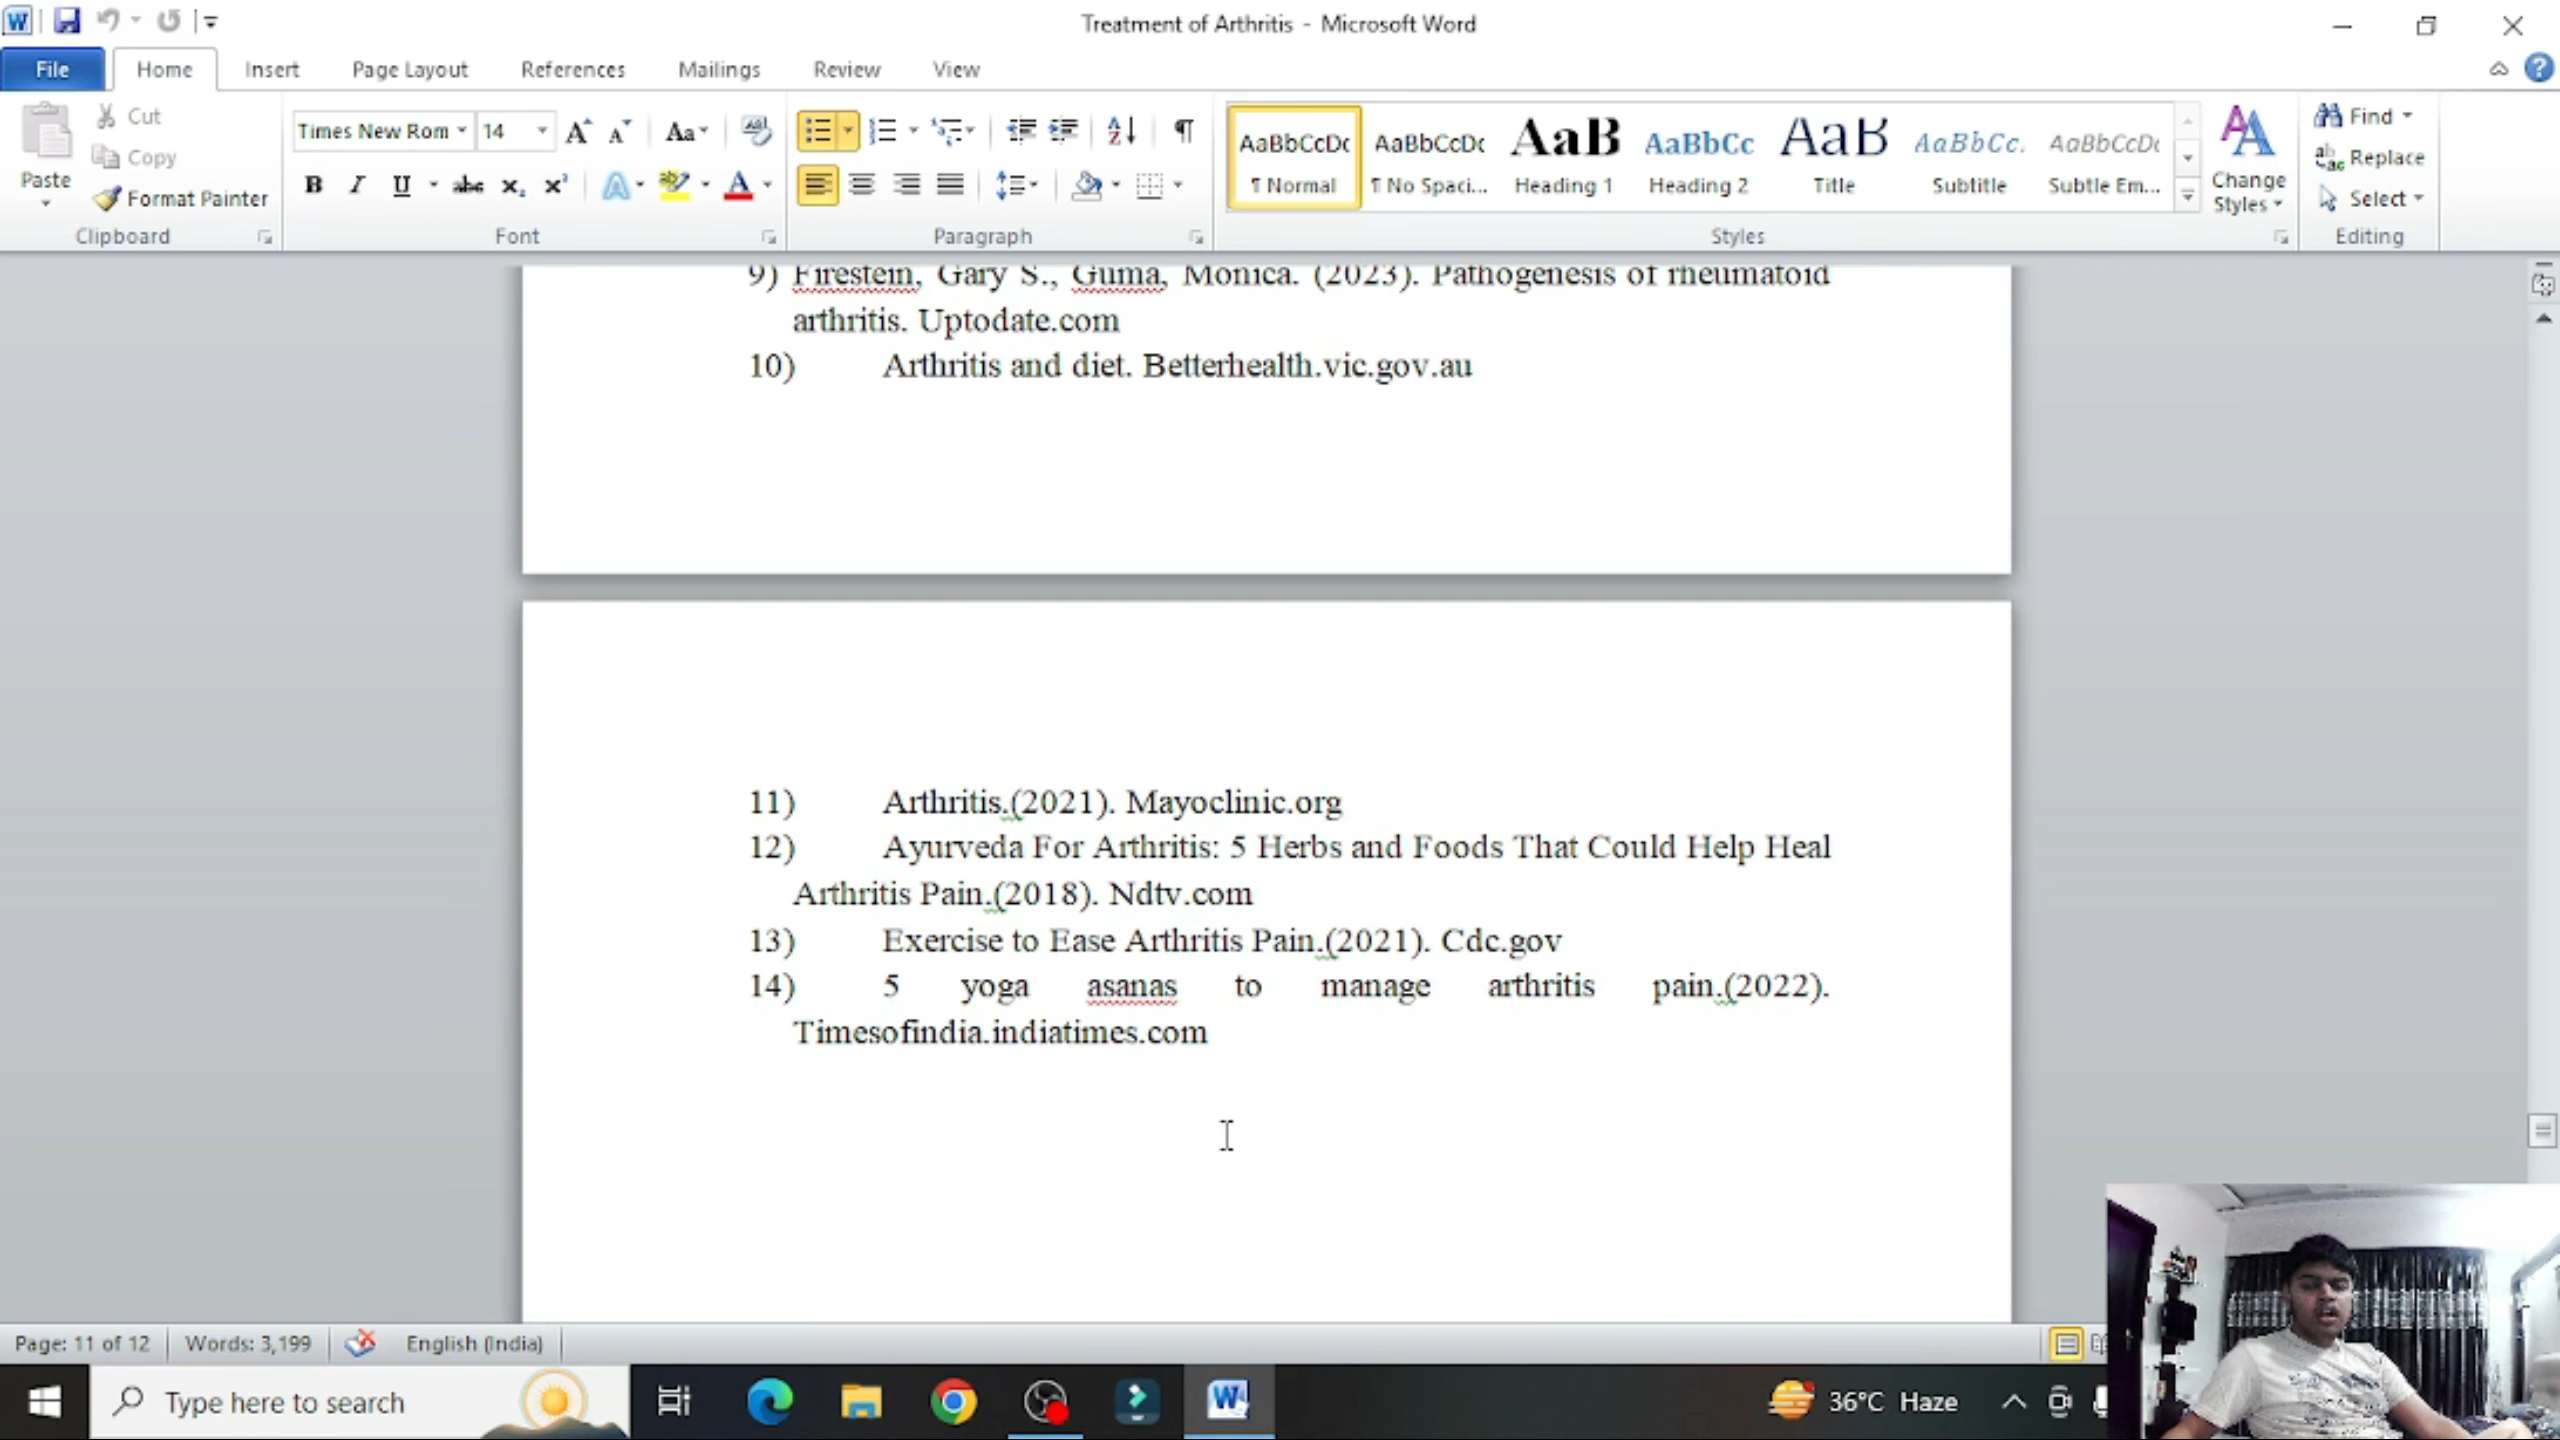 Treatment of Arthritis - Microsoft Word
File Home Insert Page Layout References Mailings Review View
Paste
Cut
Copy
Format Painter
Times New Rom 14
AaBbCcDc AaBbCcDc AaB AaBbCc AaB AaBbCc. AaBbCcDc
¶ Normal ¶ No Spaci... Heading 1 Heading 2 Title Subtitle Subtle Em...
Change Styles
Find
Replace
Select
Clipboard Font Paragraph Styles Editing
9) Firestein, Gary S., Guma, Monica. (2023). Pathogenesis of rheumatoid
arthritis. Uptodate.com
10) Arthritis and diet. Betterhealth.vic.gov.au
11) Arthritis.(2021). Mayoclinic.org
12) Ayurveda For Arthritis: 5 Herbs and Foods That Could Help Heal
Arthritis Pain.(2018). Ndtv.com
13) Exercise to Ease Arthritis Pain.(2021). Cdc.gov
14) 5 yoga asanas to manage arthritis pain.(2022).
Timesofindia.indiatimes.com
Page: 11 of 12 Words: 3,199 English (India)
Type here to search 36°C Haze